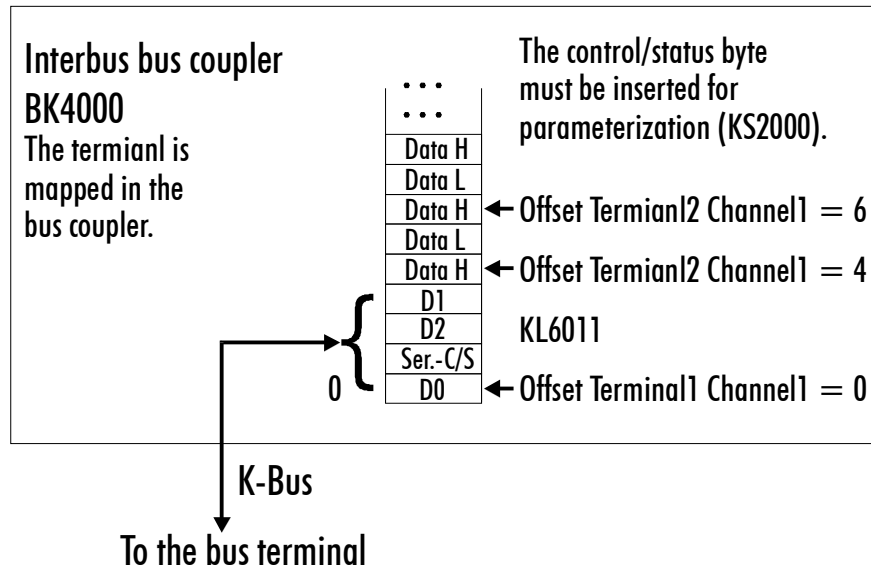 Interbus bus coupler
BK4000
The termianl is
mapped in the
bus coupler.
The control/status byte
must be inserted for
parameterization (KS2000).
...
...
Data H
Data L
Data H
Offset Termianl2 Channel1 = 6
Data L
Data H
Offset Termianl2 Channel1 = 4
D1
D2
KL6011
Ser.-C/S
0
D0
Offset Terminal1 Channel1 = 0
K-Bus
To the bus terminal